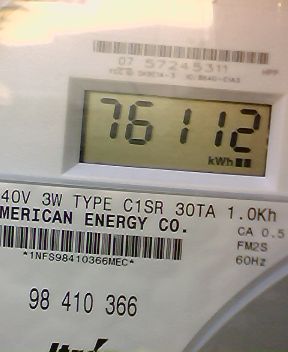 07 57245311
76112
kWh
40V 3W TYPE C1SR 30TA 1.0Kh
MERICAN ENERGY CO.
CA 0.5
FM2S
60Hz
*1NFS98410366MEC*
98 410 366